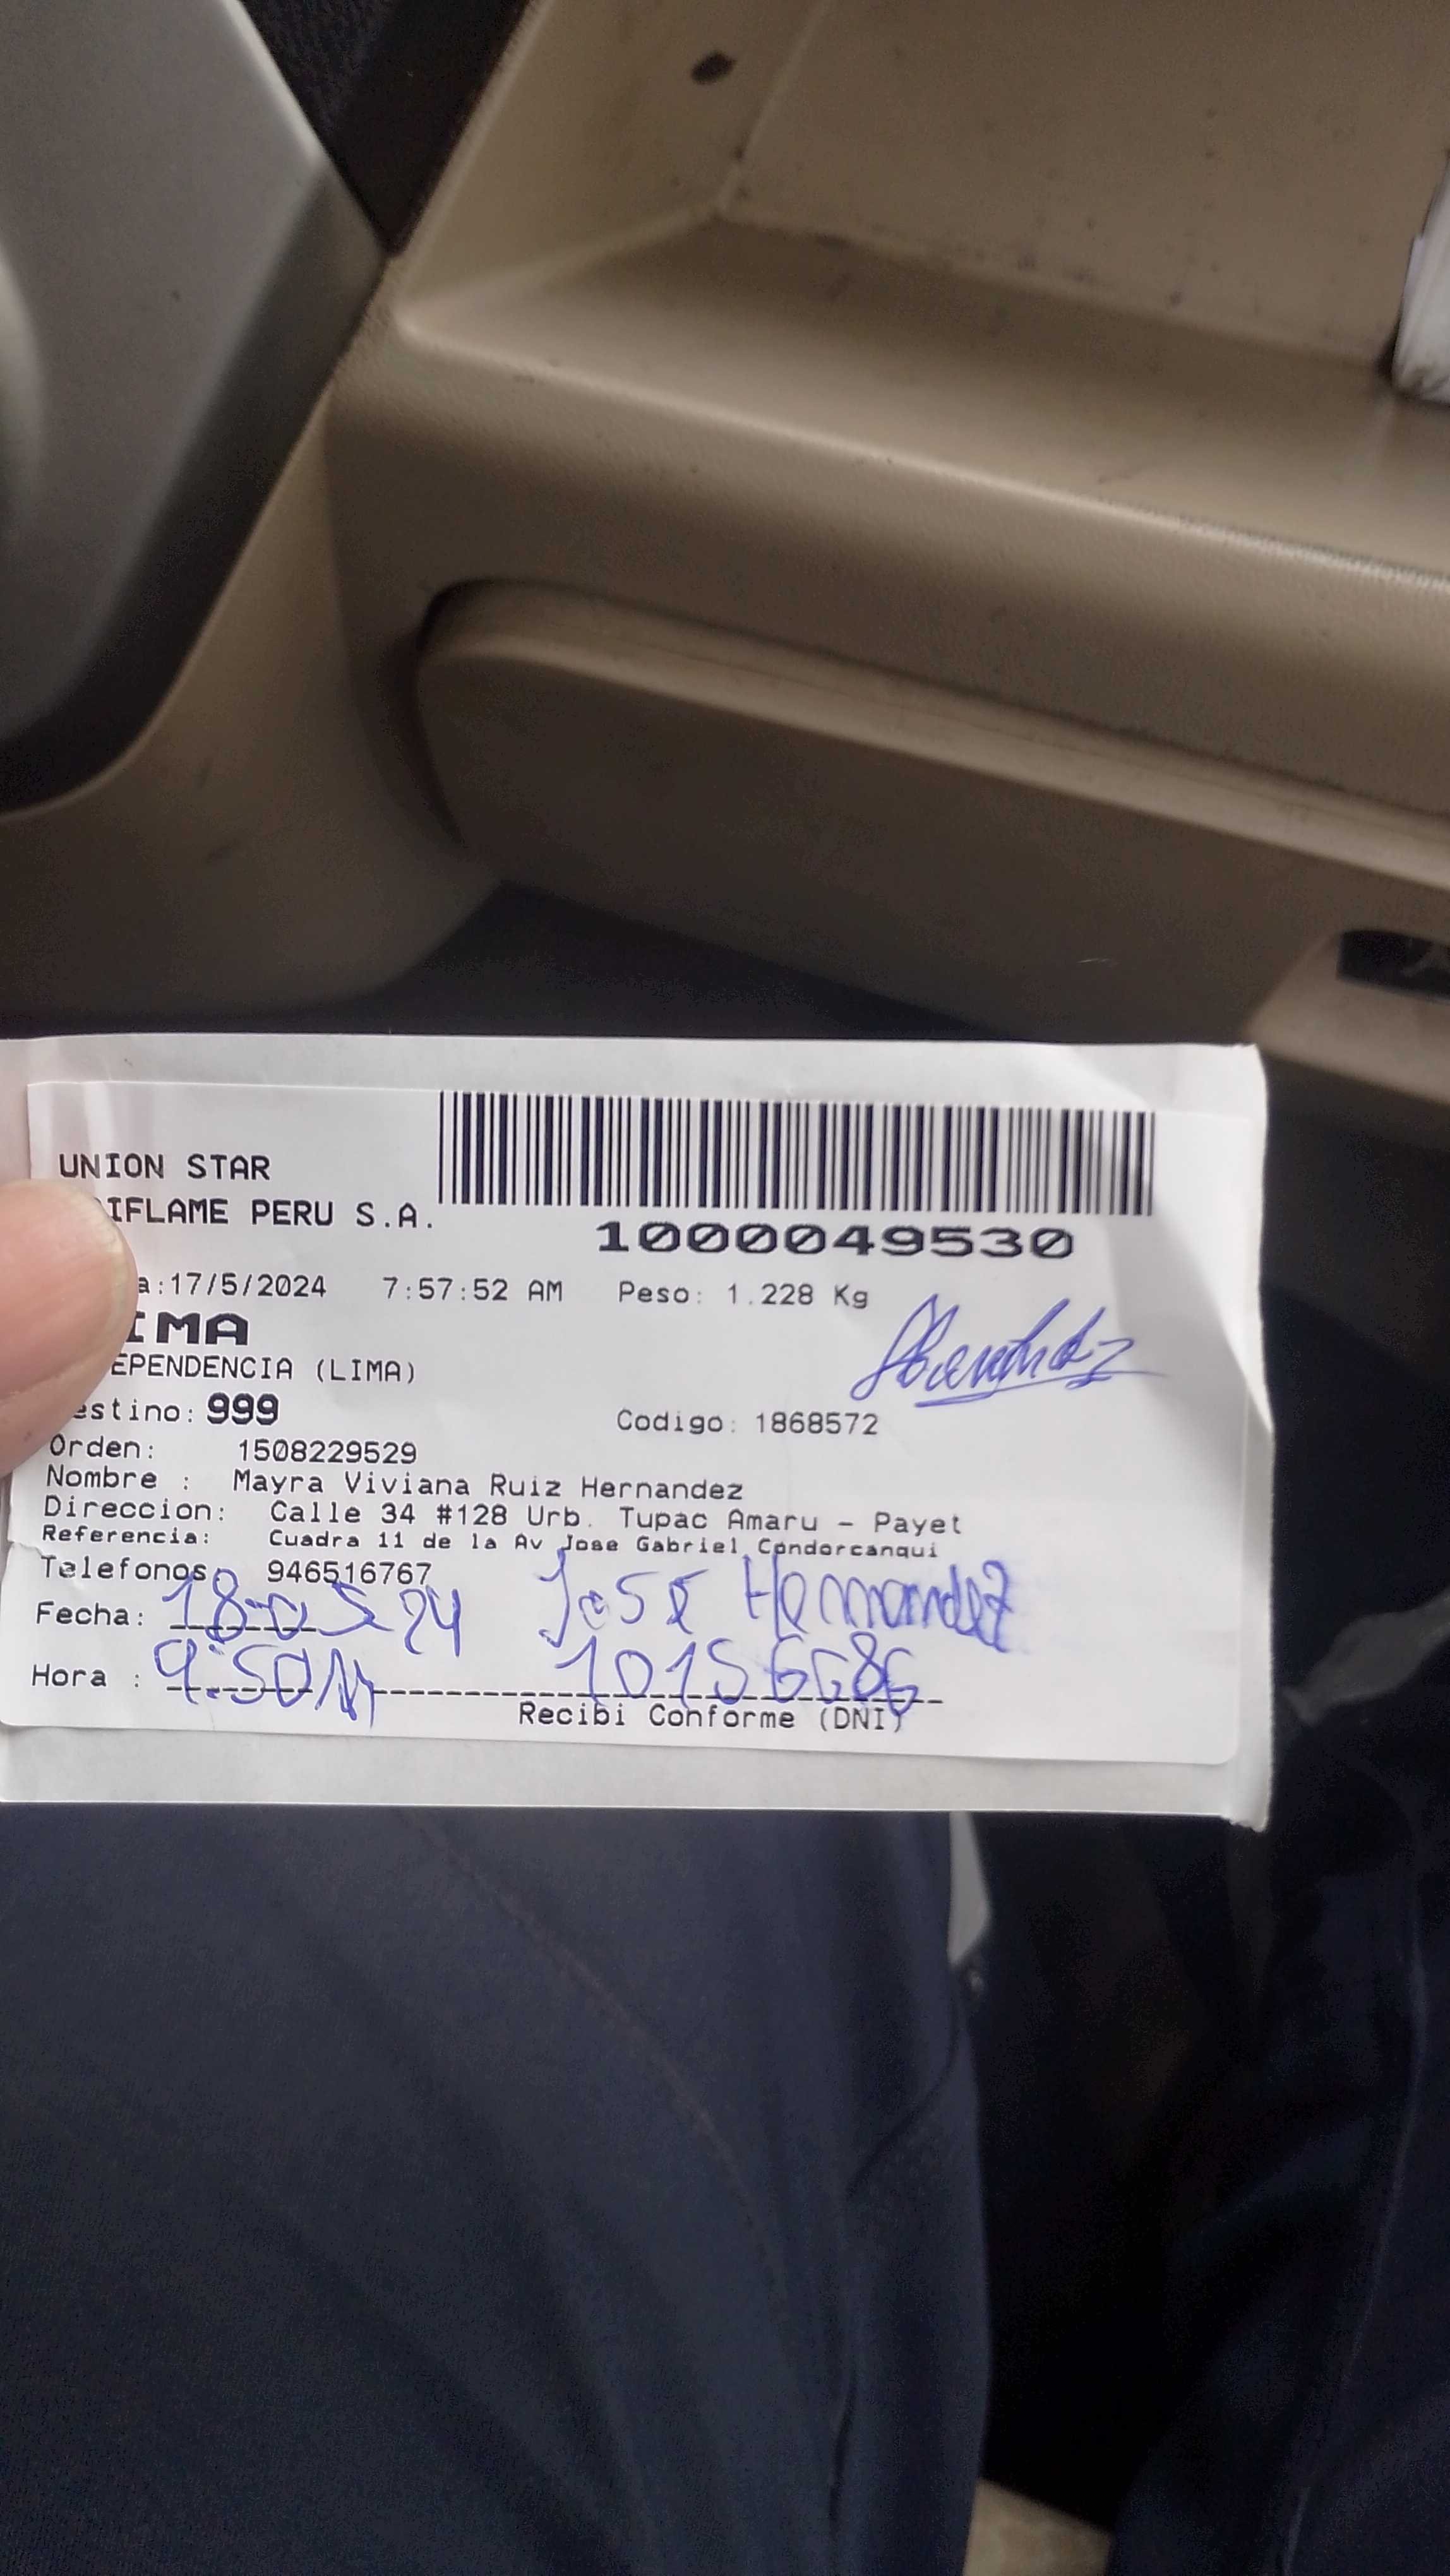 UNION STAR
IFLAME PERU S.A.
1000049530
a:17/5/2024 7:57:52 AM Peso: 1.228 Kg
IMA
EPENDENCIA (LIMA)
estino: 999
Codigo: 1868572
Orden: 1508229529
Nombre : Mayra Viviana Ruiz Hernandez
Direccion: Calle 34 #128 Urb. Tupac Amaru - Payet
Referencia: Cuadra 11 de la Av Jose Gabriel Condorcanqui
Telefonos: 946516767
Fecha: 18-05-24 Jose Hernandez
Hora : 9:50 10156686
Recibi Conforme (DNI)